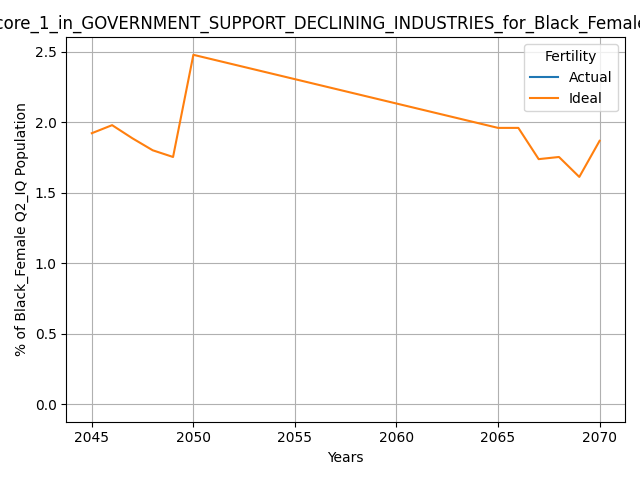 core_1_in_GOVERNMENT_SUPPORT_DECLINING_INDUSTRIES_for_Black_Female
Fertility
Actual
Ideal
2.5
2.0
1.5
1.0
0.5
0.0
% of Black_Female Q2_IQ Population
2045 2050 2055 2060 2065 2070
Years